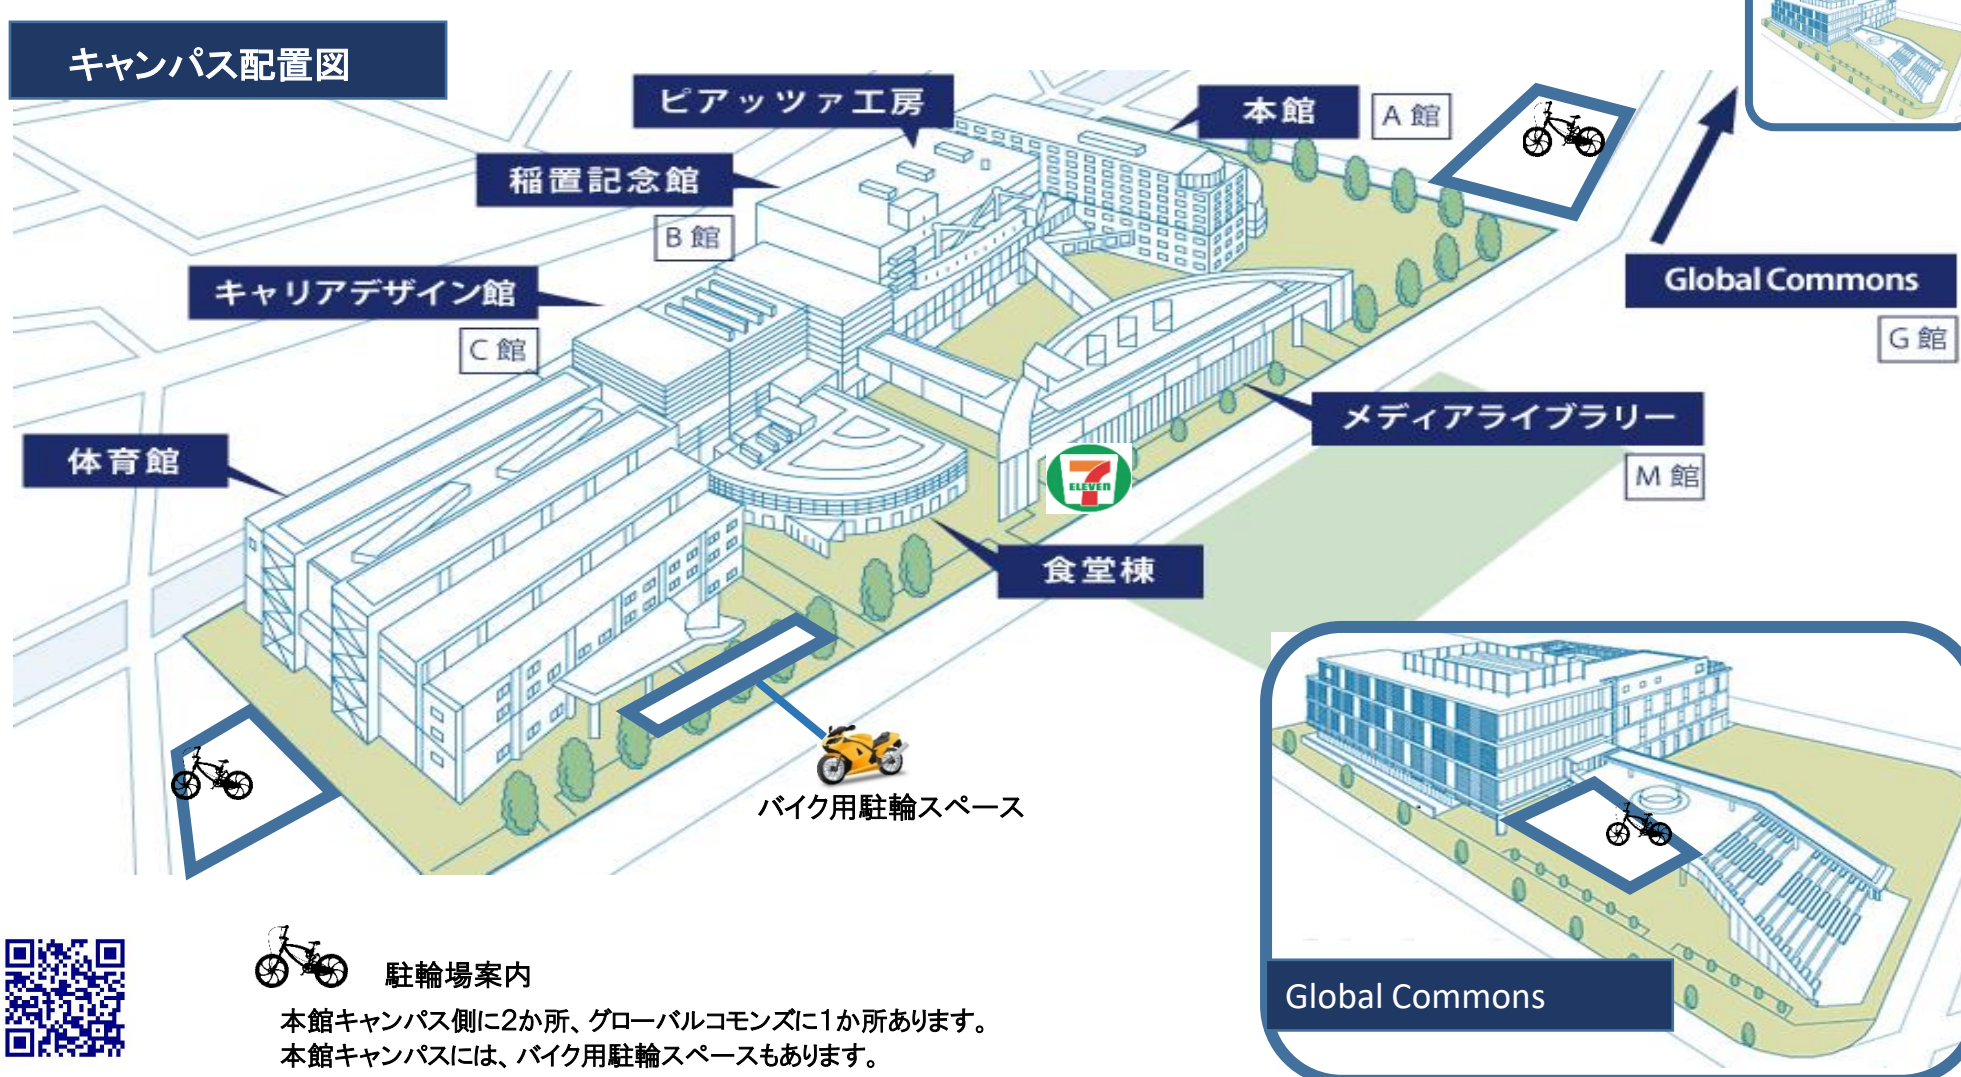 キャンパス配置図
ピアッツァ工房
本館
A 館
稲置記念館
B 館
キャリアデザイン館
C 館
Global Commons
G 館
体育館
メディアライブラリー
M 館
7
ELEVEn
食堂棟
バイク用駐輪スペース
Global Commons
駐輪場案内
本館キャンパス側に2か所、グローバルコモンズに1か所あります。
本館キャンパスには、バイク用駐輪スペースもあります。